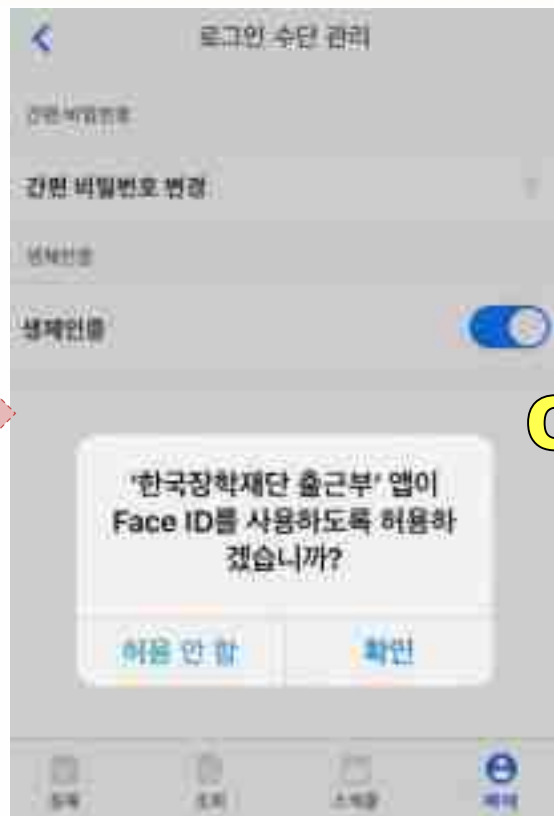 로그인 수단 관리
간편 비밀번호
간편 비밀번호 변경
생체인증
생체인증
'한국장학재단 출근부' 앱이
Face ID를 사용하도록 허용하
겠습니까?
허용 안 함
확인